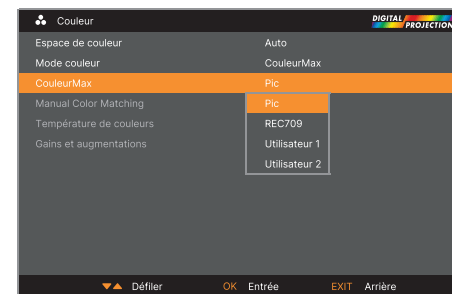 Couleur DIGITAL PROJECTION
Espace de couleur Auto
Mode couleur CouleurMax
CouleurMax Pic
Manual Color Matching Pic
Température de couleurs REC709
Gains et augmentations Utilisateur 1
Utilisateur 2
▼▲ Défiler OK Entrée EXIT Arrière